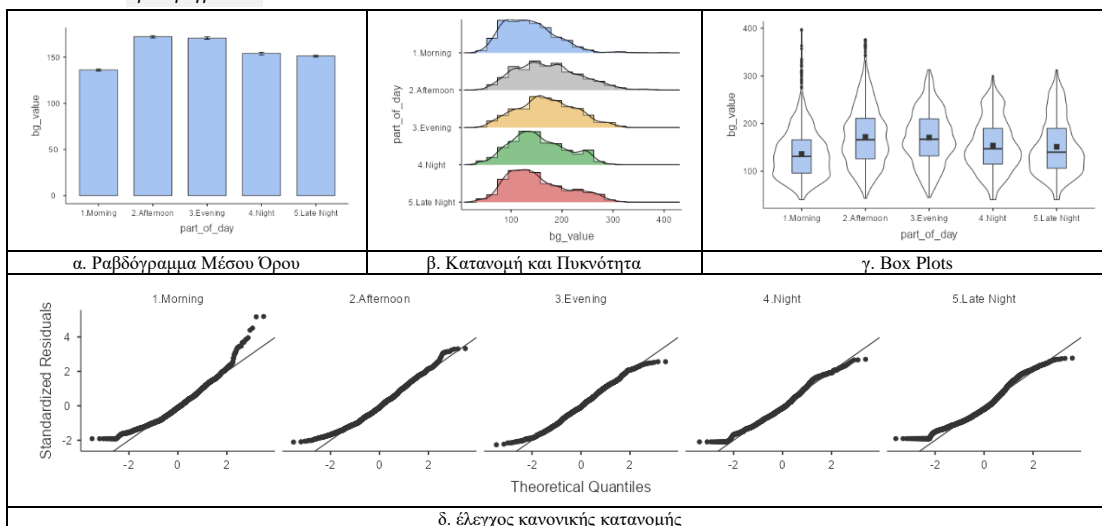 150
100
50
0
bg_value
1.Morning 2.Afternoon 3.Evening 4.Night 5.Late Night
part_of_day
1.Morning
2.Afternoon
3.Evening
4.Night
5.Late Night
part_of_day
100 200 300 400
bg_value
400
300
200
100
bg_value
1.Morning 2.Afternoon 3.Evening 4.Night 5.Late Night
part_of_day
α. Ραβδόγραμμα Μέσου Όρου
β. Κατανομή και Πυκνότητα
γ. Box Plots
1.Morning 2.Afternoon 3.Evening 4.Night 5.Late Night
Standardized Residuals
4
2
0
-2
-2 0 2 -2 0 2 -2 0 2 -2 0 2 -2 0 2
Theoretical Quantiles
δ. έλεγχος κανονικής κατανομής